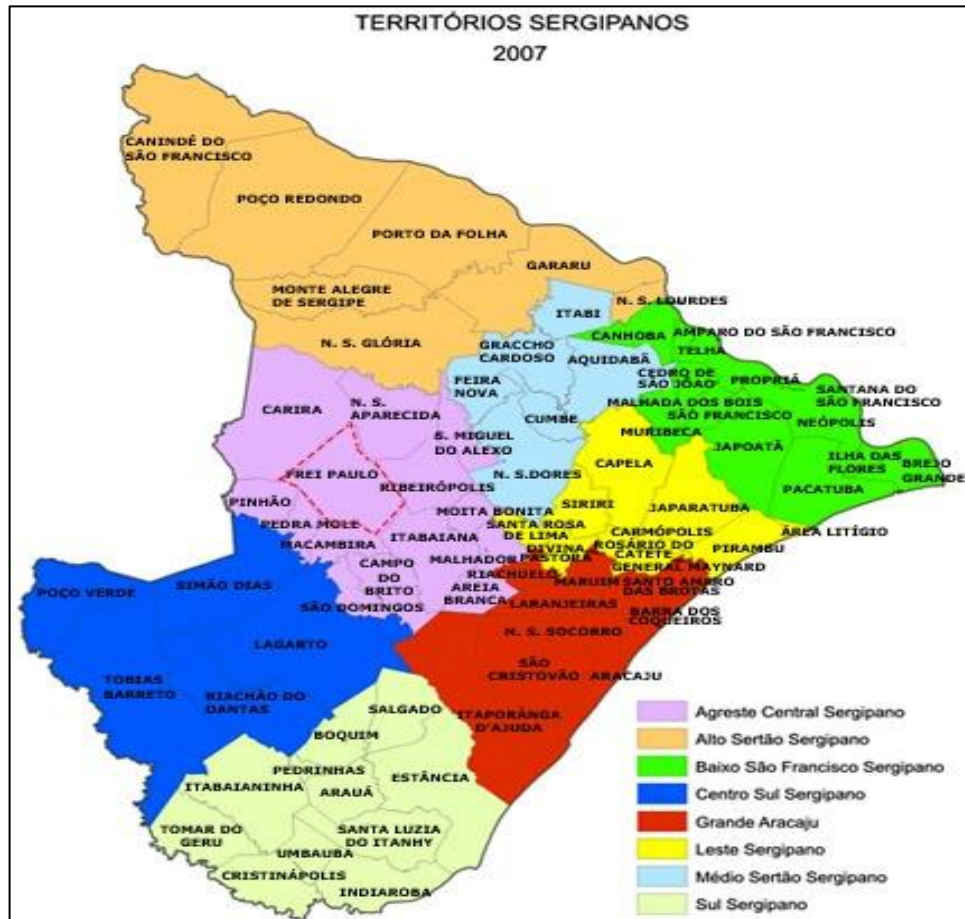 TERRITÓRIOS SERGIPANOS
2007
CANINDÉ DO
SÃO FRANCISCO
POÇO REDONDO
PORTO DA FOLHA
GARARU
MONTE ALEGRE
DE SERGIPE
N. S. LOURDES
ITABI
N. S. GLÓRIA
GRACCHO
CARDOSO
CANHOBA
AMPARO DO SÃO FRANCISCO
AQUIDABÃ
TELHA
FEIRA
NOVA
CEDRO DE
SÃO JOÃO
PROPRIÁ
SANTANA DO
SÃO FRANCISCO
CARIRA
N. S.
APARECIDA
CUMBE
MALHADA DOS BOIS
SÃO FRANCISCO
NEÓPOLIS
S. MIGUEL
DO ALEXO
MURIBECA
JAPOATÃ
ILHA DAS
FLORES
BREJO
GRANDE
FREI PAULO
RIBEIRÓPOLIS
N. S.DORES
CAPELA
PACATUBA
PINHÃO
SIRIRI
JAPARATUBA
MOITA BONITA
PEDRA MOLE
ITABAIANA
SANTA ROSA
DE LIMA
CARMÓPOLIS
ÁREA LITÍGIO
MACAMBIRA
DIVINA
PASTORA
ROSÁRIO DO
CATETE
PIRAMBU
MALHADOR
GENERAL MAYNARD
CAMPO
DO
BRITO
RIACHUELO
MARUIM
SANTO AMARO
DAS BROTAS
AREIA
BRANCA
POÇO VERDE
SIMÃO DIAS
SÃO DOMINGOS
LARANJEIRAS
BARRA DOS
COQUEIROS
LAGARTO
N. S. SOCORRO
SÃO
CRISTOVÃO
ARACAJU
TOBIAS
BARRETO
RIACHÃO DO
DANTAS
SALGADO
ITAPORÂNGA
D'AJUDA
BOQUIM
PEDRINHAS
ITABAIANINHA
ARAUÁ
ESTÂNCIA
TOMAR DO
GERU
SANTA LUZIA
DO ITANHY
UMBAUBA
CRISTINÁPOLIS
INDIAROBA
Agreste Central Sergipano
Alto Sertão Sergipano
Baixo São Francisco Sergipano
Centro Sul Sergipano
Grande Aracaju
Leste Sergipano
Médio Sertão Sergipano
Sul Sergipano